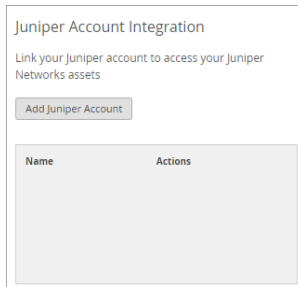 Juniper Account Integration
Link your Juniper account to access your Juniper
Networks assets
Add Juniper Account
Name Actions